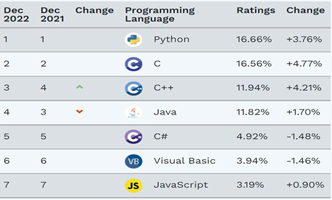 Dec 2022 Dec 2021 Change Programming Language Ratings Change
1 1 Python 16.66% +3.76%
2 2 C 16.56% +4.77%
3 4 C++ 11.94% +4.21%
4 3 Java 11.82% +1.70%
5 5 C# 4.92% -1.48%
6 6 VB Visual Basic 3.94% -1.46%
7 7 JS JavaScript 3.19% +0.90%